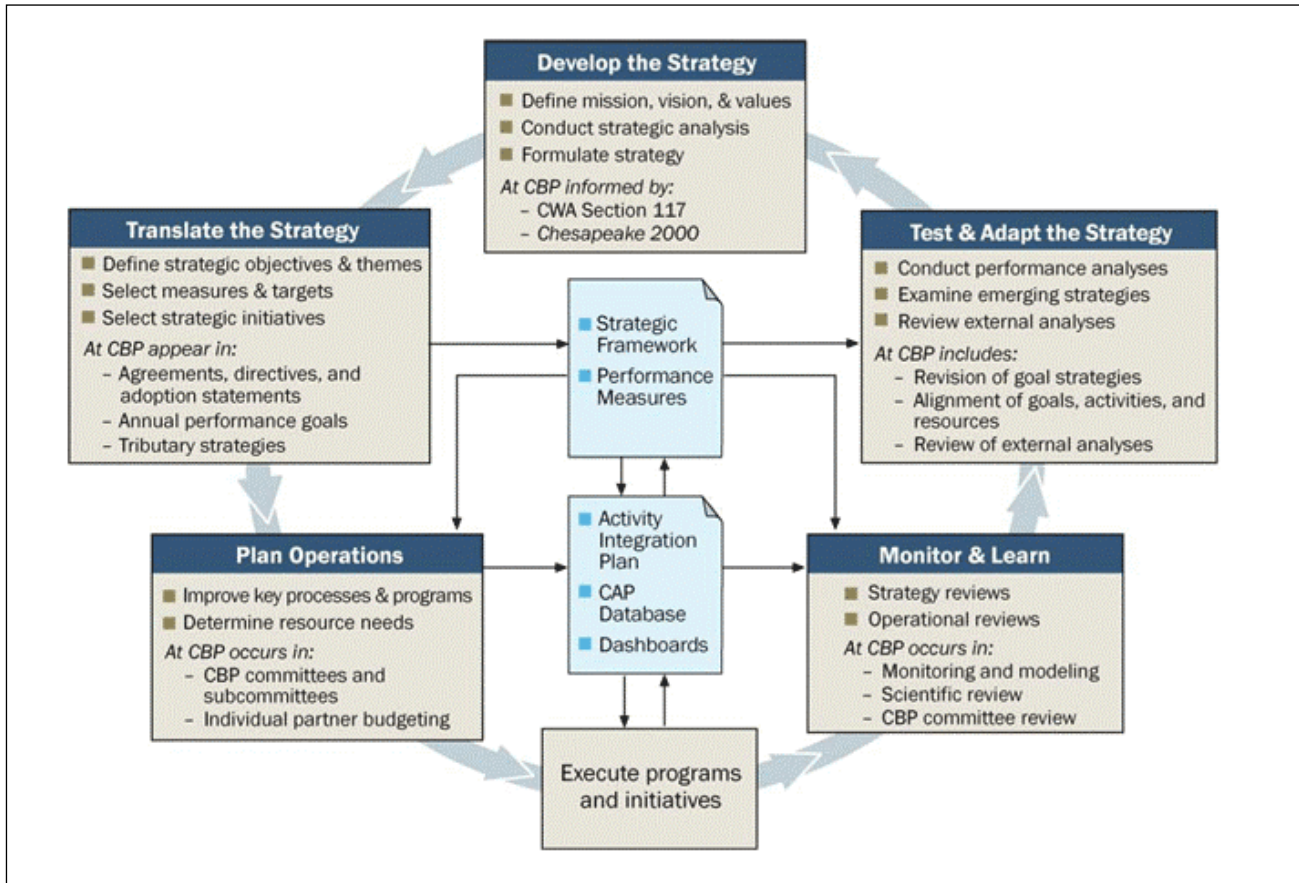 Develop the Strategy
Define mission, vision, & values
Conduct strategic analysis
Formulate strategy
At CBP informed by:
– CWA Section 117
– Chesapeake 2000
Translate the Strategy
Define strategic objectives & themes
Select measures & targets
Select strategic initiatives
At CBP appear in:
– Agreements, directives, and
adoption statements
– Annual performance goals
– Tributary strategies
Strategic
Framework
Performance
Measures
Test & Adapt the Strategy
Conduct performance analyses
Examine emerging strategies
Review external analyses
At CBP includes:
– Revision of goal strategies
– Alignment of goals, activities, and
resources
– Review of external analyses
Plan Operations
Improve key processes & programs
Determine resource needs
At CBP occurs in:
– CBP committees and
subcommittees
– Individual partner budgeting
Activity
Integration
Plan
CAP
Database
Dashboards
Monitor & Learn
Strategy reviews
Operational reviews
At CBP occurs in:
– Monitoring and modeling
– Scientific review
– CBP committee review
Execute programs
and initiatives